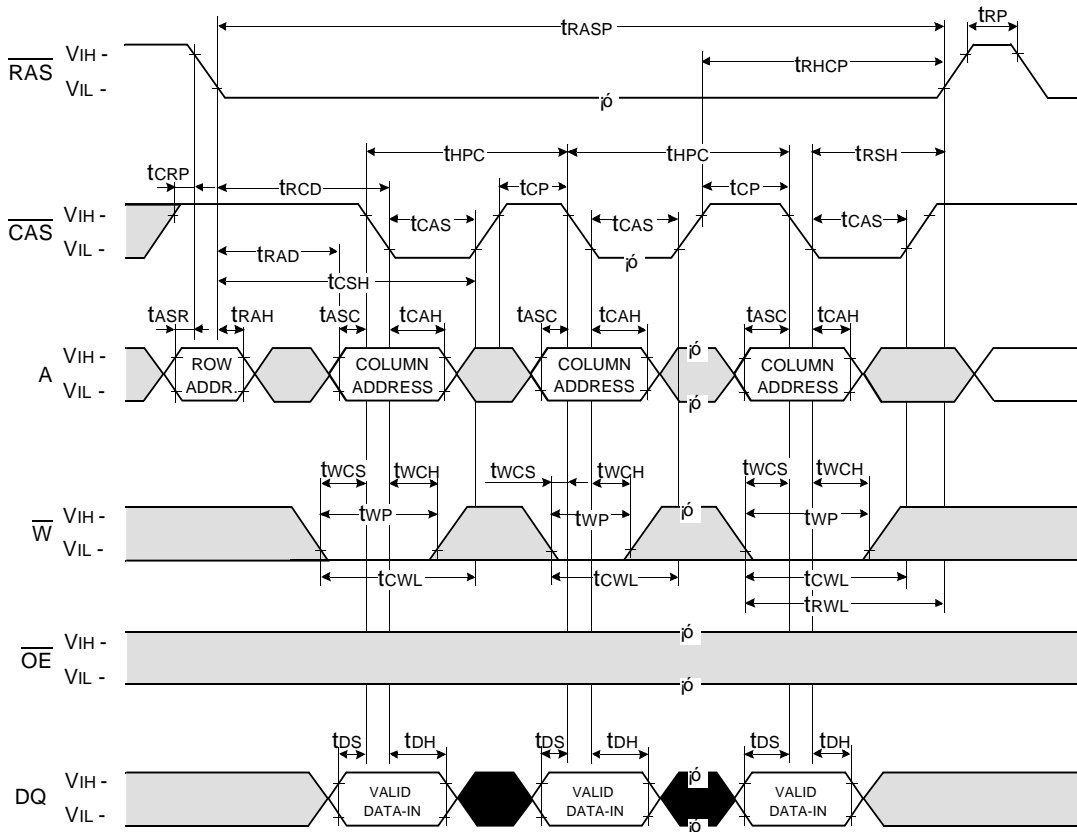 tRASP
tRP
RAS
VIH -
VIL -
tRHCP
¡ó
tHPC
tHPC
tRSH
tCRP
tRCD
tCP
tCP
CAS
VIH -
VIL -
tCAS
tCAS
tCAS
¡ó
tRAD
tCSH
tASR
tRAH
tASC
tCAH
tASC
tCAH
tASC
tCAH
A
VIH -
VIL -
ROW
ADDR.
COLUMN
ADDRESS
COLUMN
ADDRESS
¡ó
¡ó
COLUMN
ADDRESS
tWCS
tWCH
tWCS
tWCH
tWCS
tWCH
W
VIH -
VIL -
tWP
tWP
¡ó
tWP
tCWL
tCWL
tCWL
tRWL
OE
VIH -
VIL -
¡ó
¡ó
tDS
tDH
tDS
tDH
tDS
tDH
DQ
VIH -
VIL -
VALID
DATA-IN
VALID
DATA-IN
¡ó
¡ó
VALID
DATA-IN